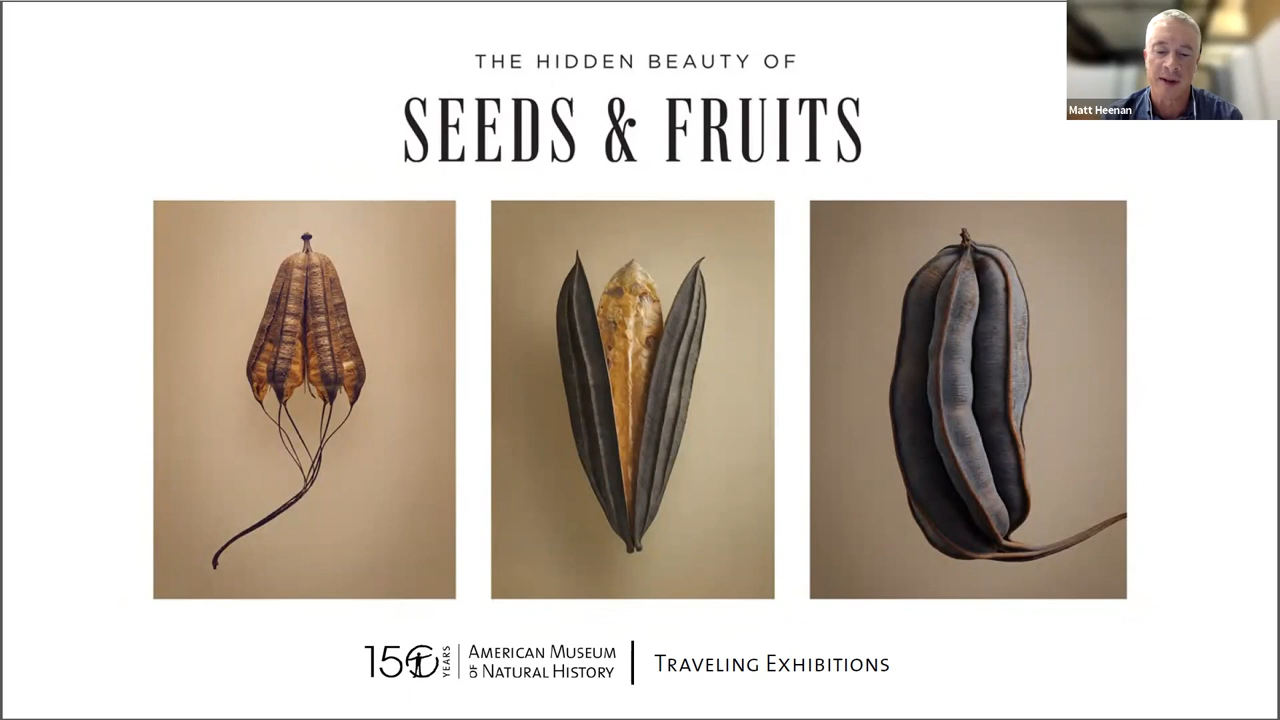 THE HIDDEN BEAUTY OF
SEEDS & FRUITS
Matt Heenan
150 YEARS
AMERICAN MUSEUM
OF NATURAL HISTORY
TRAVELING EXHIBITIONS